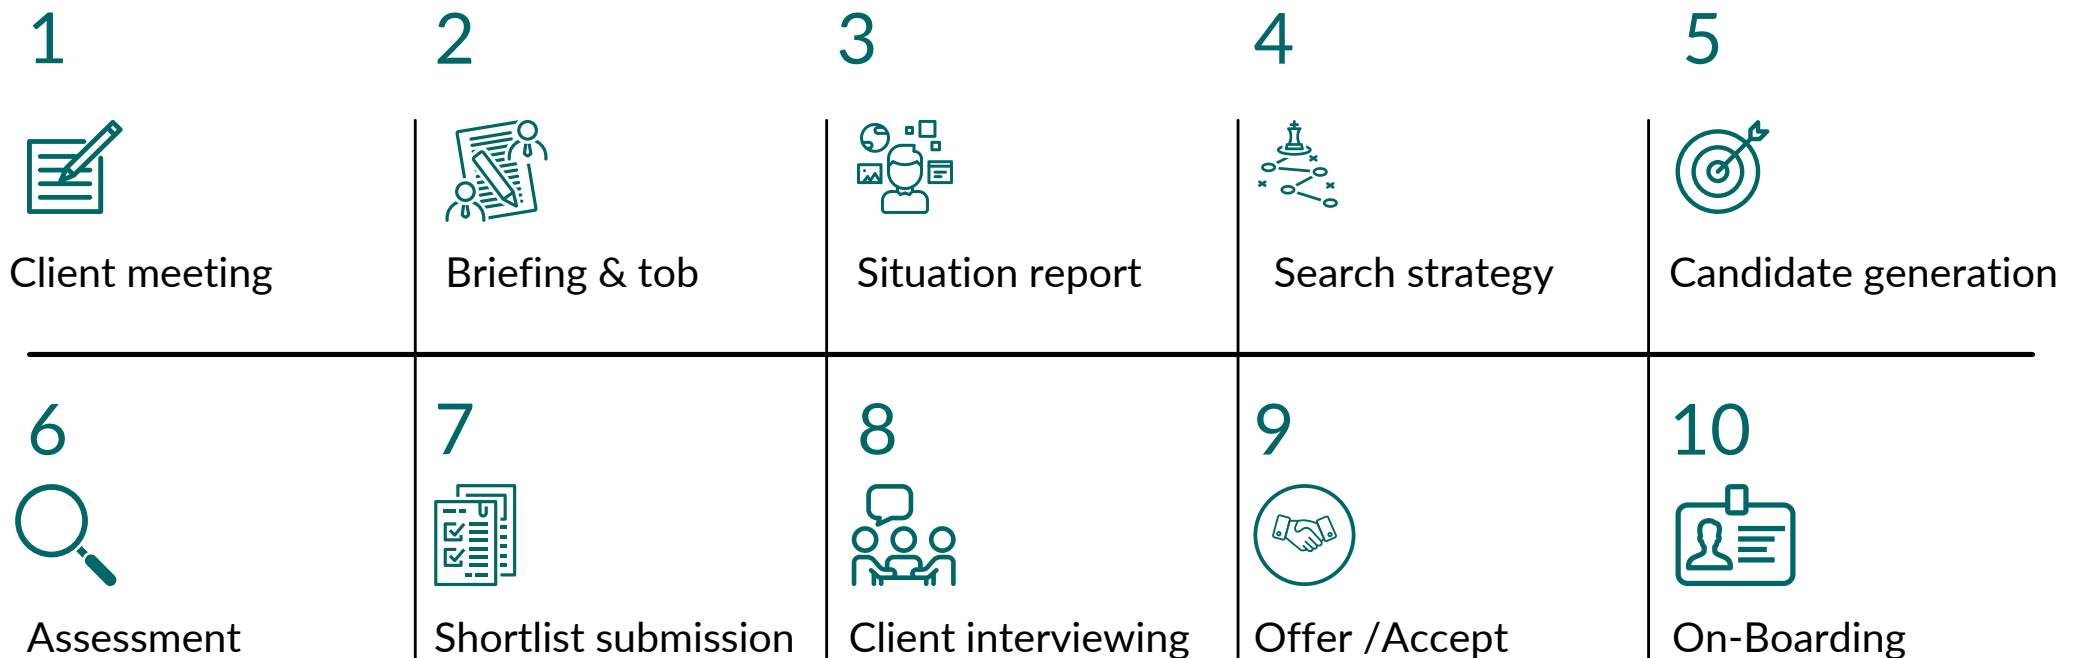 1
2
3
4
5
Client meeting
Briefing & tob
Situation report
Search strategy
Candidate generation
6
7
8
9
10
Assessment
Shortlist submission
Client interviewing
Offer /Accept
On-Boarding